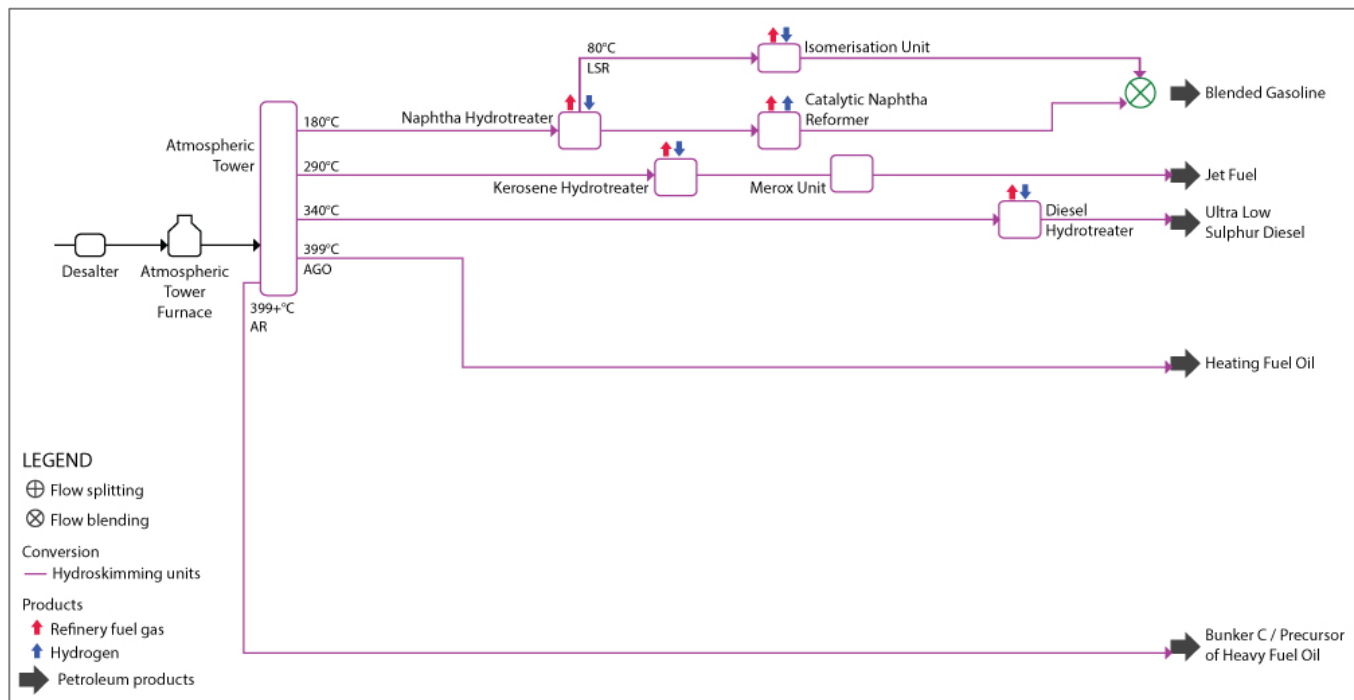 80°C
LSR
Isomerisation Unit
Blended Gasoline
180°C
Naphtha Hydrotreater
Catalytic Naphtha
Reformer
Atmospheric
Tower
290°C
Kerosene Hydrotreater
Merox Unit
Jet Fuel
340°C
Diesel
Hydrotreater
Ultra Low
Sulphur Diesel
Desalter
Atmospheric
Tower
Furnace
399°C
AGO
399+°C
AR
Heating Fuel Oil
LEGEND
Flow splitting
Flow blending
Conversion
Hydroskimming units
Products
Refinery fuel gas
Hydrogen
Petroleum products
Bunker C / Precursor
of Heavy Fuel Oil